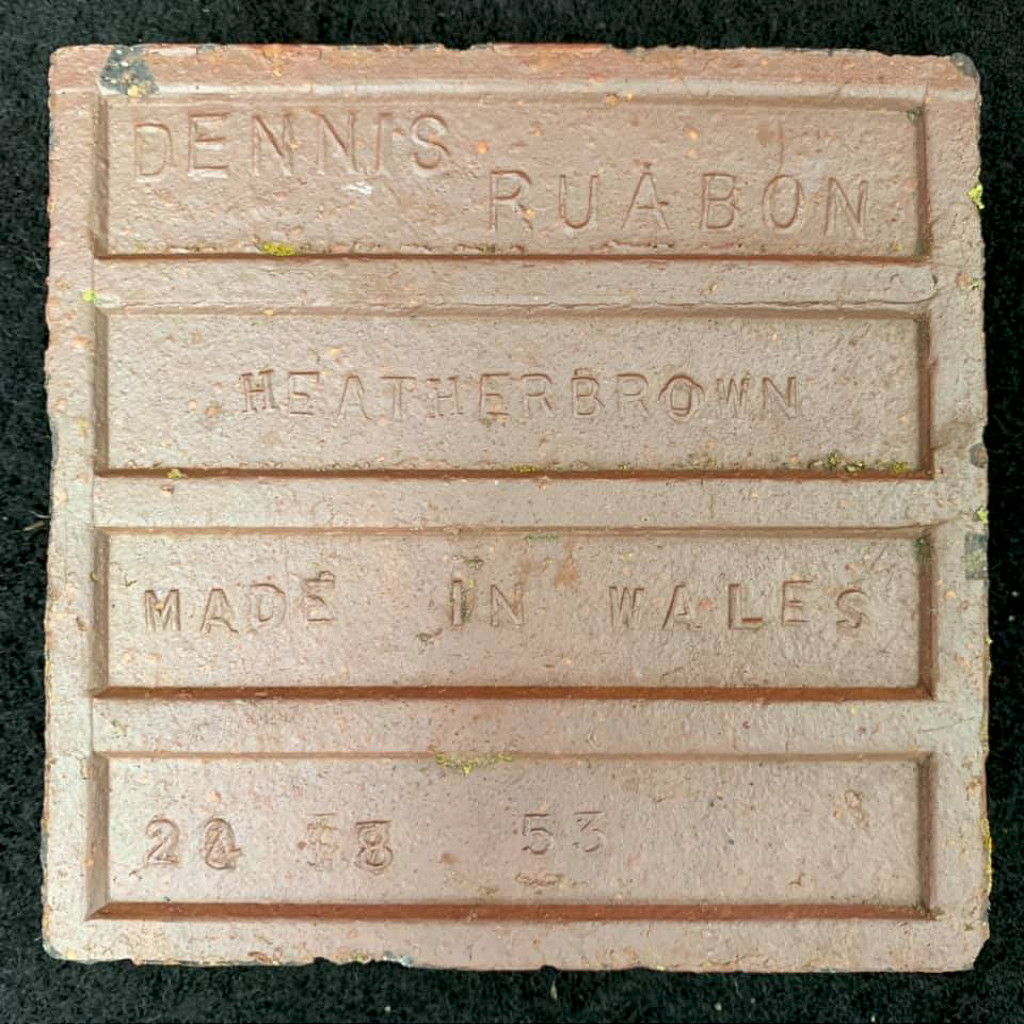 DENNIS RUABON
HEATHERBROWN
MADE IN WALES
53